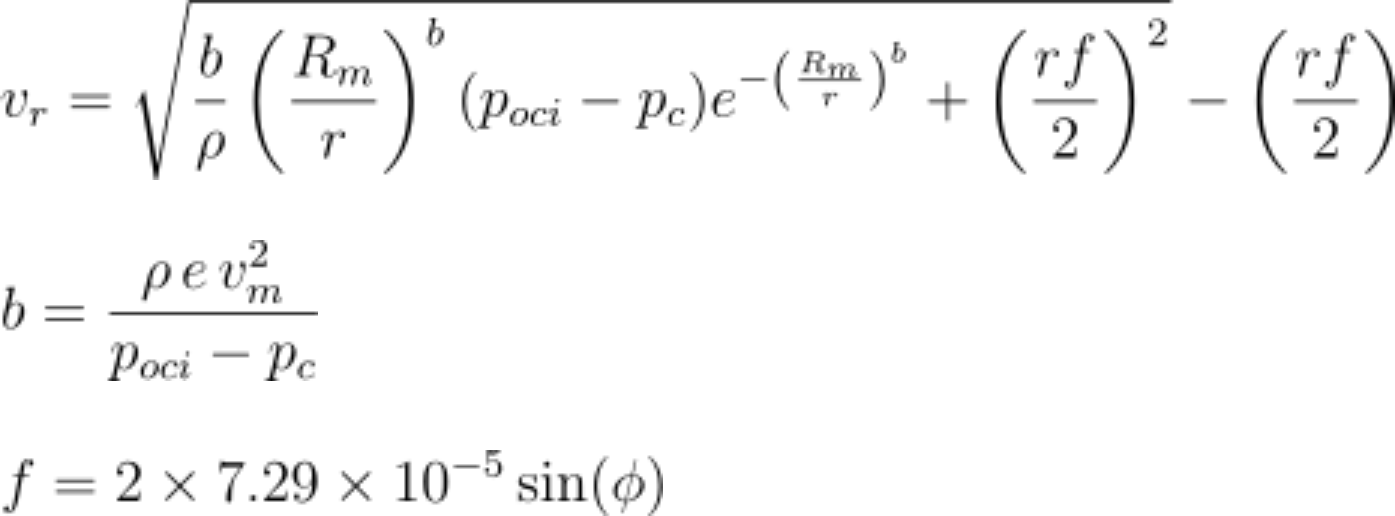 $v_r = \sqrt{\frac{b}{\rho} \left(\frac{R_m}{r}\right)^b (p_{oci} - p_c) e^{-\left(\frac{R_m}{r}\right)^b} + \left(\frac{rf}{2}\right)^2} - \left(\frac{rf}{2}\right)$
$b = \frac{\rho \, e \, v_m^2}{p_{oci} - p_c}$
$f = 2 \times 7.29 \times 10^{-5} \sin(\phi)$